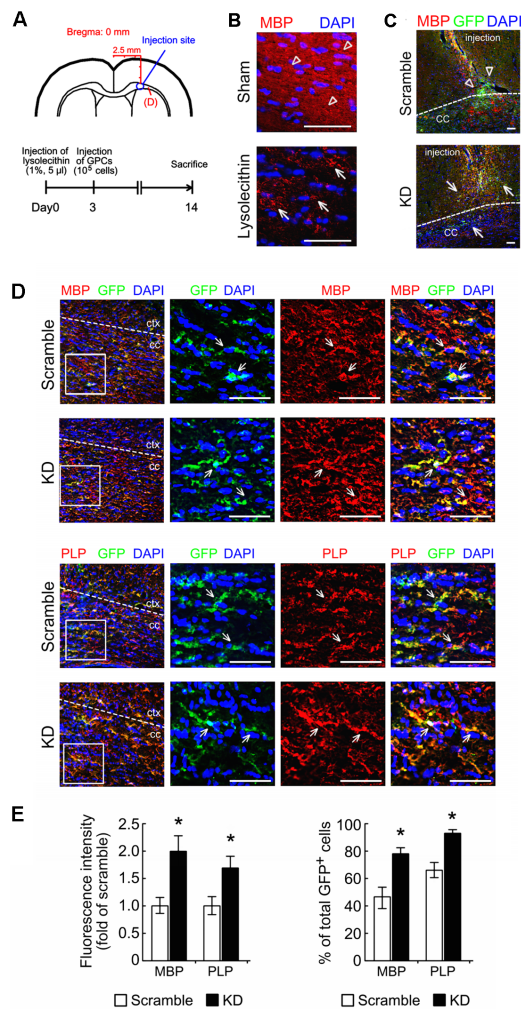 A
Bregma: 0 mm
2.5 mm
Injection site
(D)
Injection of
lysolecithin
(1%, 5 μl)
Injection
of GPCs
(10⁵ cells)
Sacrifice
Day0 3 14
B
MBP DAPI
Sham
Lysolecithin
C
MBP GFP DAPI
Scramble
injection
cc
KD
injection
cc
D
MBP GFP DAPI GFP DAPI MBP MBP GFP DAPI
Scramble
ctx
cc
KD
ctx
cc
PLP GFP DAPI GFP DAPI PLP PLP GFP DAPI
Scramble
ctx
cc
KD
ctx
cc
E
Fluorescence intensity
(fold of scramble)
2.5
2.0
1.5
1.0
0.5
0
* *
MBP PLP
Scramble KD
% of total GFP⁺ cells
100
80
60
40
20
0
* *
MBP PLP
Scramble KD